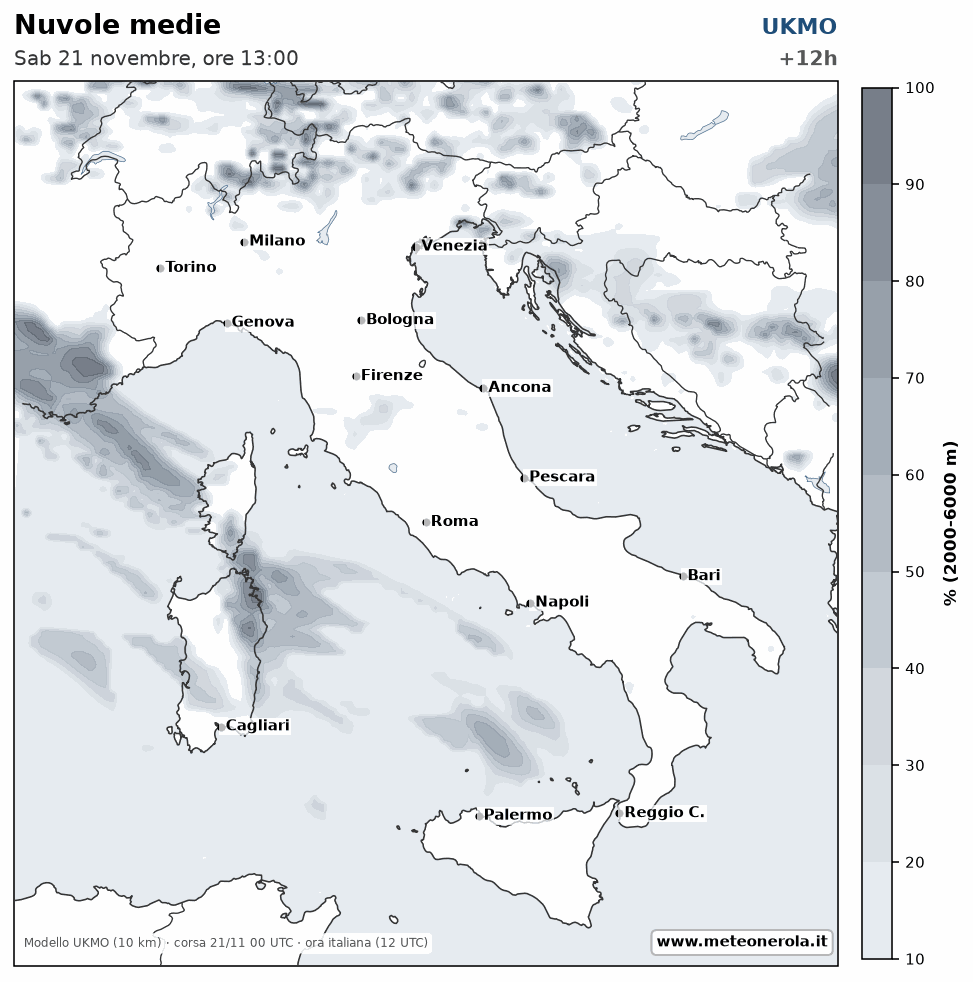 Nuvole medie
UKMO
Sab 21 novembre, ore 13:00
+12h
Milano
Venezia
Torino
Genova
Bologna
Firenze
Ancona
Pescara
Roma
Bari
Napoli
Cagliari
Palermo
Reggio C.
Modello UKMO (10 km) · corsa 21/11 00 UTC · ora italiana (12 UTC)
www.meteonerola.it
100
90
80
70
60
50
40
30
20
10
% (2000-6000 m)